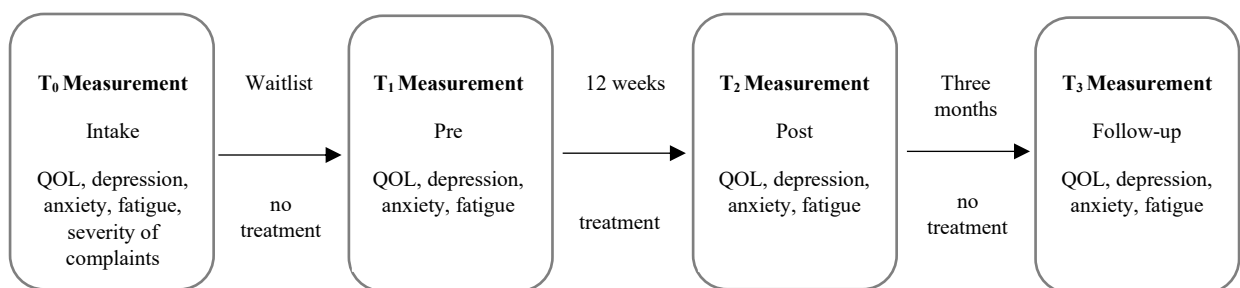 T₀ Measurement
Intake
QOL, depression,
anxiety, fatigue,
severity of
complaints
Waitlist
no
treatment
T₁ Measurement
Pre
QOL, depression,
anxiety, fatigue
12 weeks
treatment
T₂ Measurement
Post
QOL, depression,
anxiety, fatigue
Three
months
no
treatment
T₃ Measurement
Follow-up
QOL, depression,
anxiety, fatigue